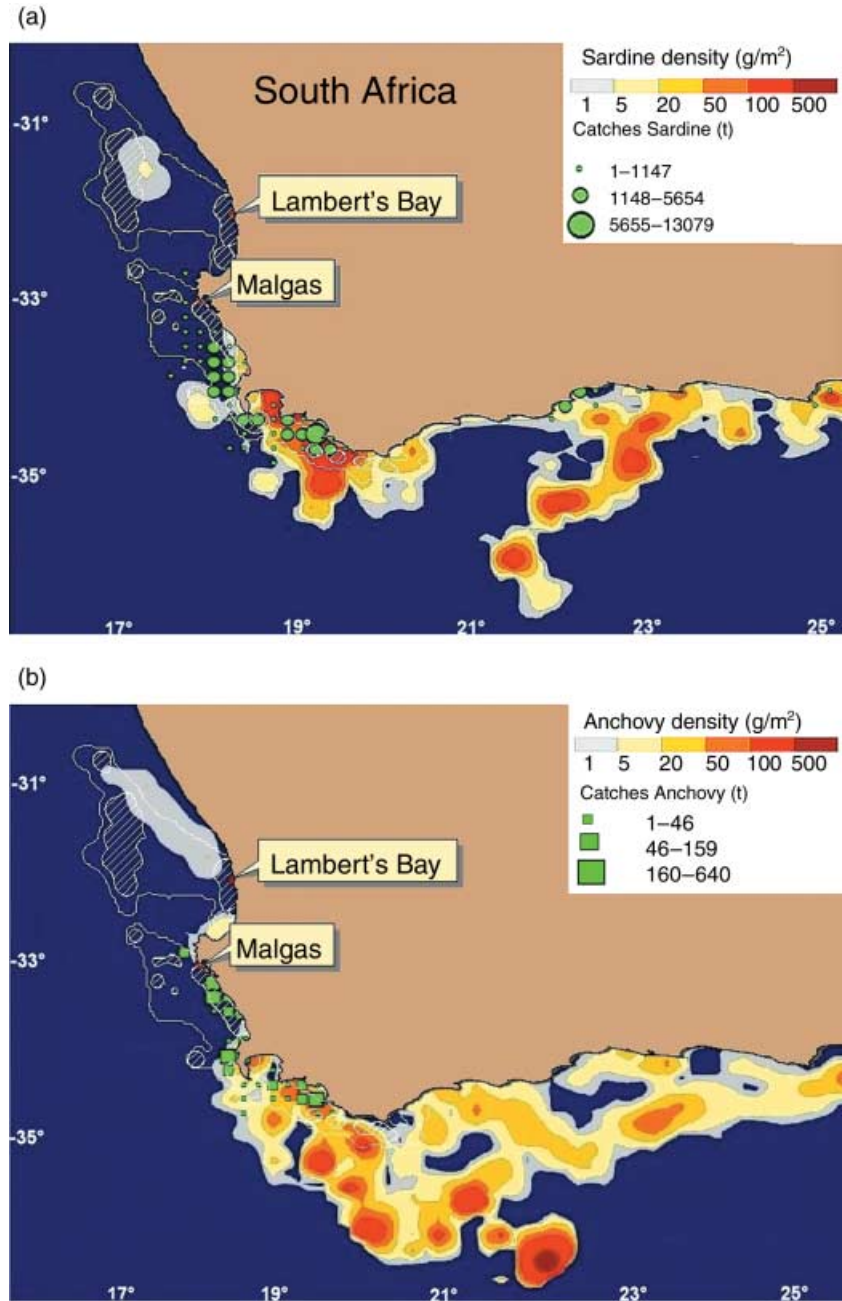 (a)
South Africa
Sardine density (g/m²)
1 5 20 50 100 500
Catches Sardine (t)
1–1147
1148–5654
5655–13079
-31°
Lambert's Bay
Malgas
-33°
-35°
17° 19° 21° 23° 25°
(b)
Anchovy density (g/m²)
1 5 20 50 100 500
Catches Anchovy (t)
1–46
46–159
160–640
-31°
Lambert's Bay
Malgas
-33°
-35°
17° 19° 21° 23° 25°